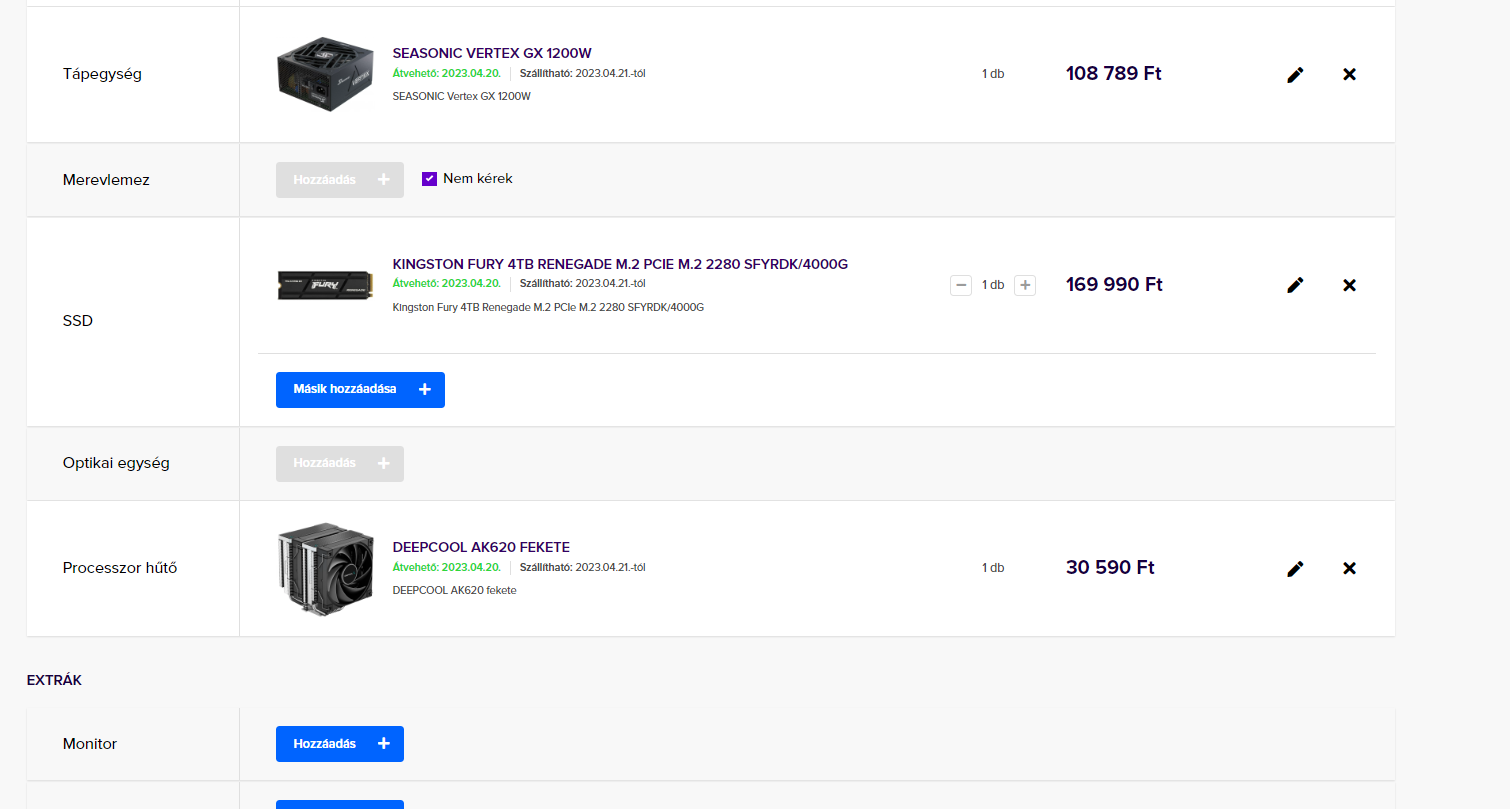 Tápegység
SEASONIC VERTEX GX 1200W
Átvehető: 2023.04.20. Szállítható: 2023.04.21.-tól
SEASONIC Vertex GX 1200W
1 db
108 789 Ft
Merevlemez
Hozzáadás +
Nem kérek
SSD
FURY
KINGSTON FURY 4TB RENEGADE M.2 PCIE M.2 2280 SFYRDK/4000G
Átvehető: 2023.04.20. Szállítható: 2023.04.21.-tól
Kingston Fury 4TB Renegade M.2 PCIe M.2 2280 SFYRDK/4000G
− 1 db +
169 990 Ft
Másik hozzáadása +
Optikai egység
Hozzáadás +
Processzor hűtő
DEEPCOOL AK620 FEKETE
Átvehető: 2023.04.20. Szállítható: 2023.04.21.-tól
DEEPCOOL AK620 fekete
1 db
30 590 Ft
EXTRÁK
Monitor
Hozzáadás +